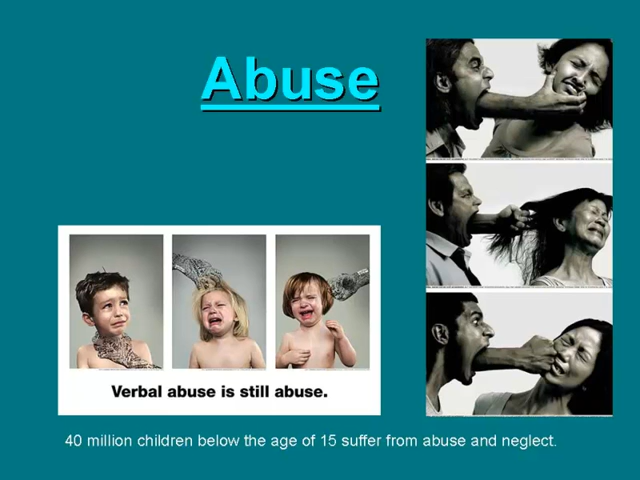 Abuse
Verbal abuse is still abuse.
40 million children below the age of 15 suffer from abuse and neglect.